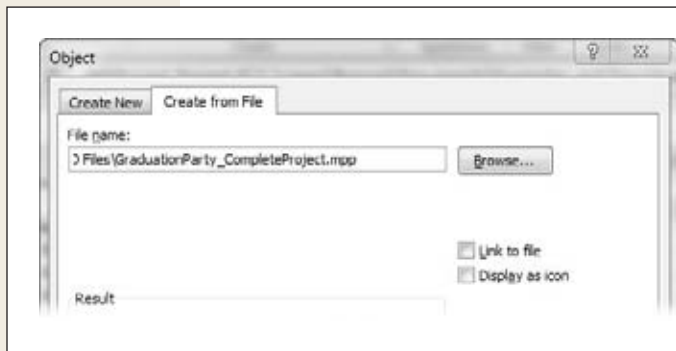 Object
Create New Create from File
File name:
Files\GraduationParty_CompleteProject.mpp Browse...
Link to file
Display as icon
Result